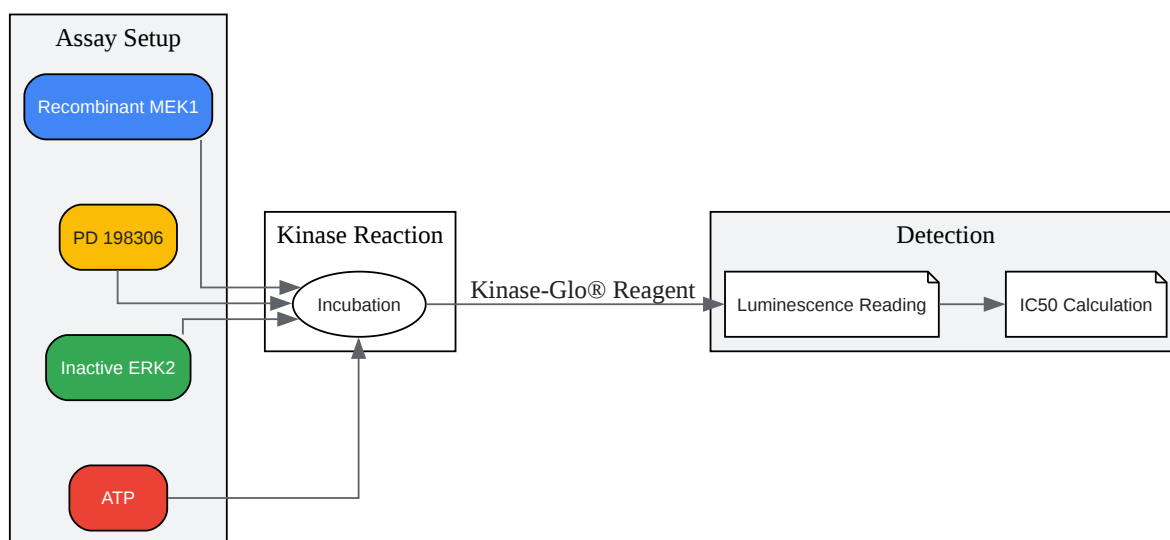 Assay Setup
Recombinant MEK1
PD 198306
Inactive ERK2
ATP
Kinase Reaction
Incubation
Kinase-Glo® Reagent
Detection
Luminescence Reading
IC50 Calculation